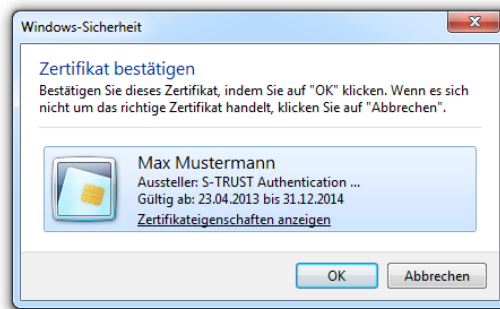 Windows-Sicherheit
Zertifikat bestätigen
Bestätigen Sie dieses Zertifikat, indem Sie auf "OK" klicken. Wenn es sich
nicht um das richtige Zertifikat handelt, klicken Sie auf "Abbrechen".
Max Mustermann
Aussteller: S-TRUST Authentication ...
Gültig ab: 23.04.2013 bis 31.12.2014
Zertifikateigenschaften anzeigen
OK Abbrechen